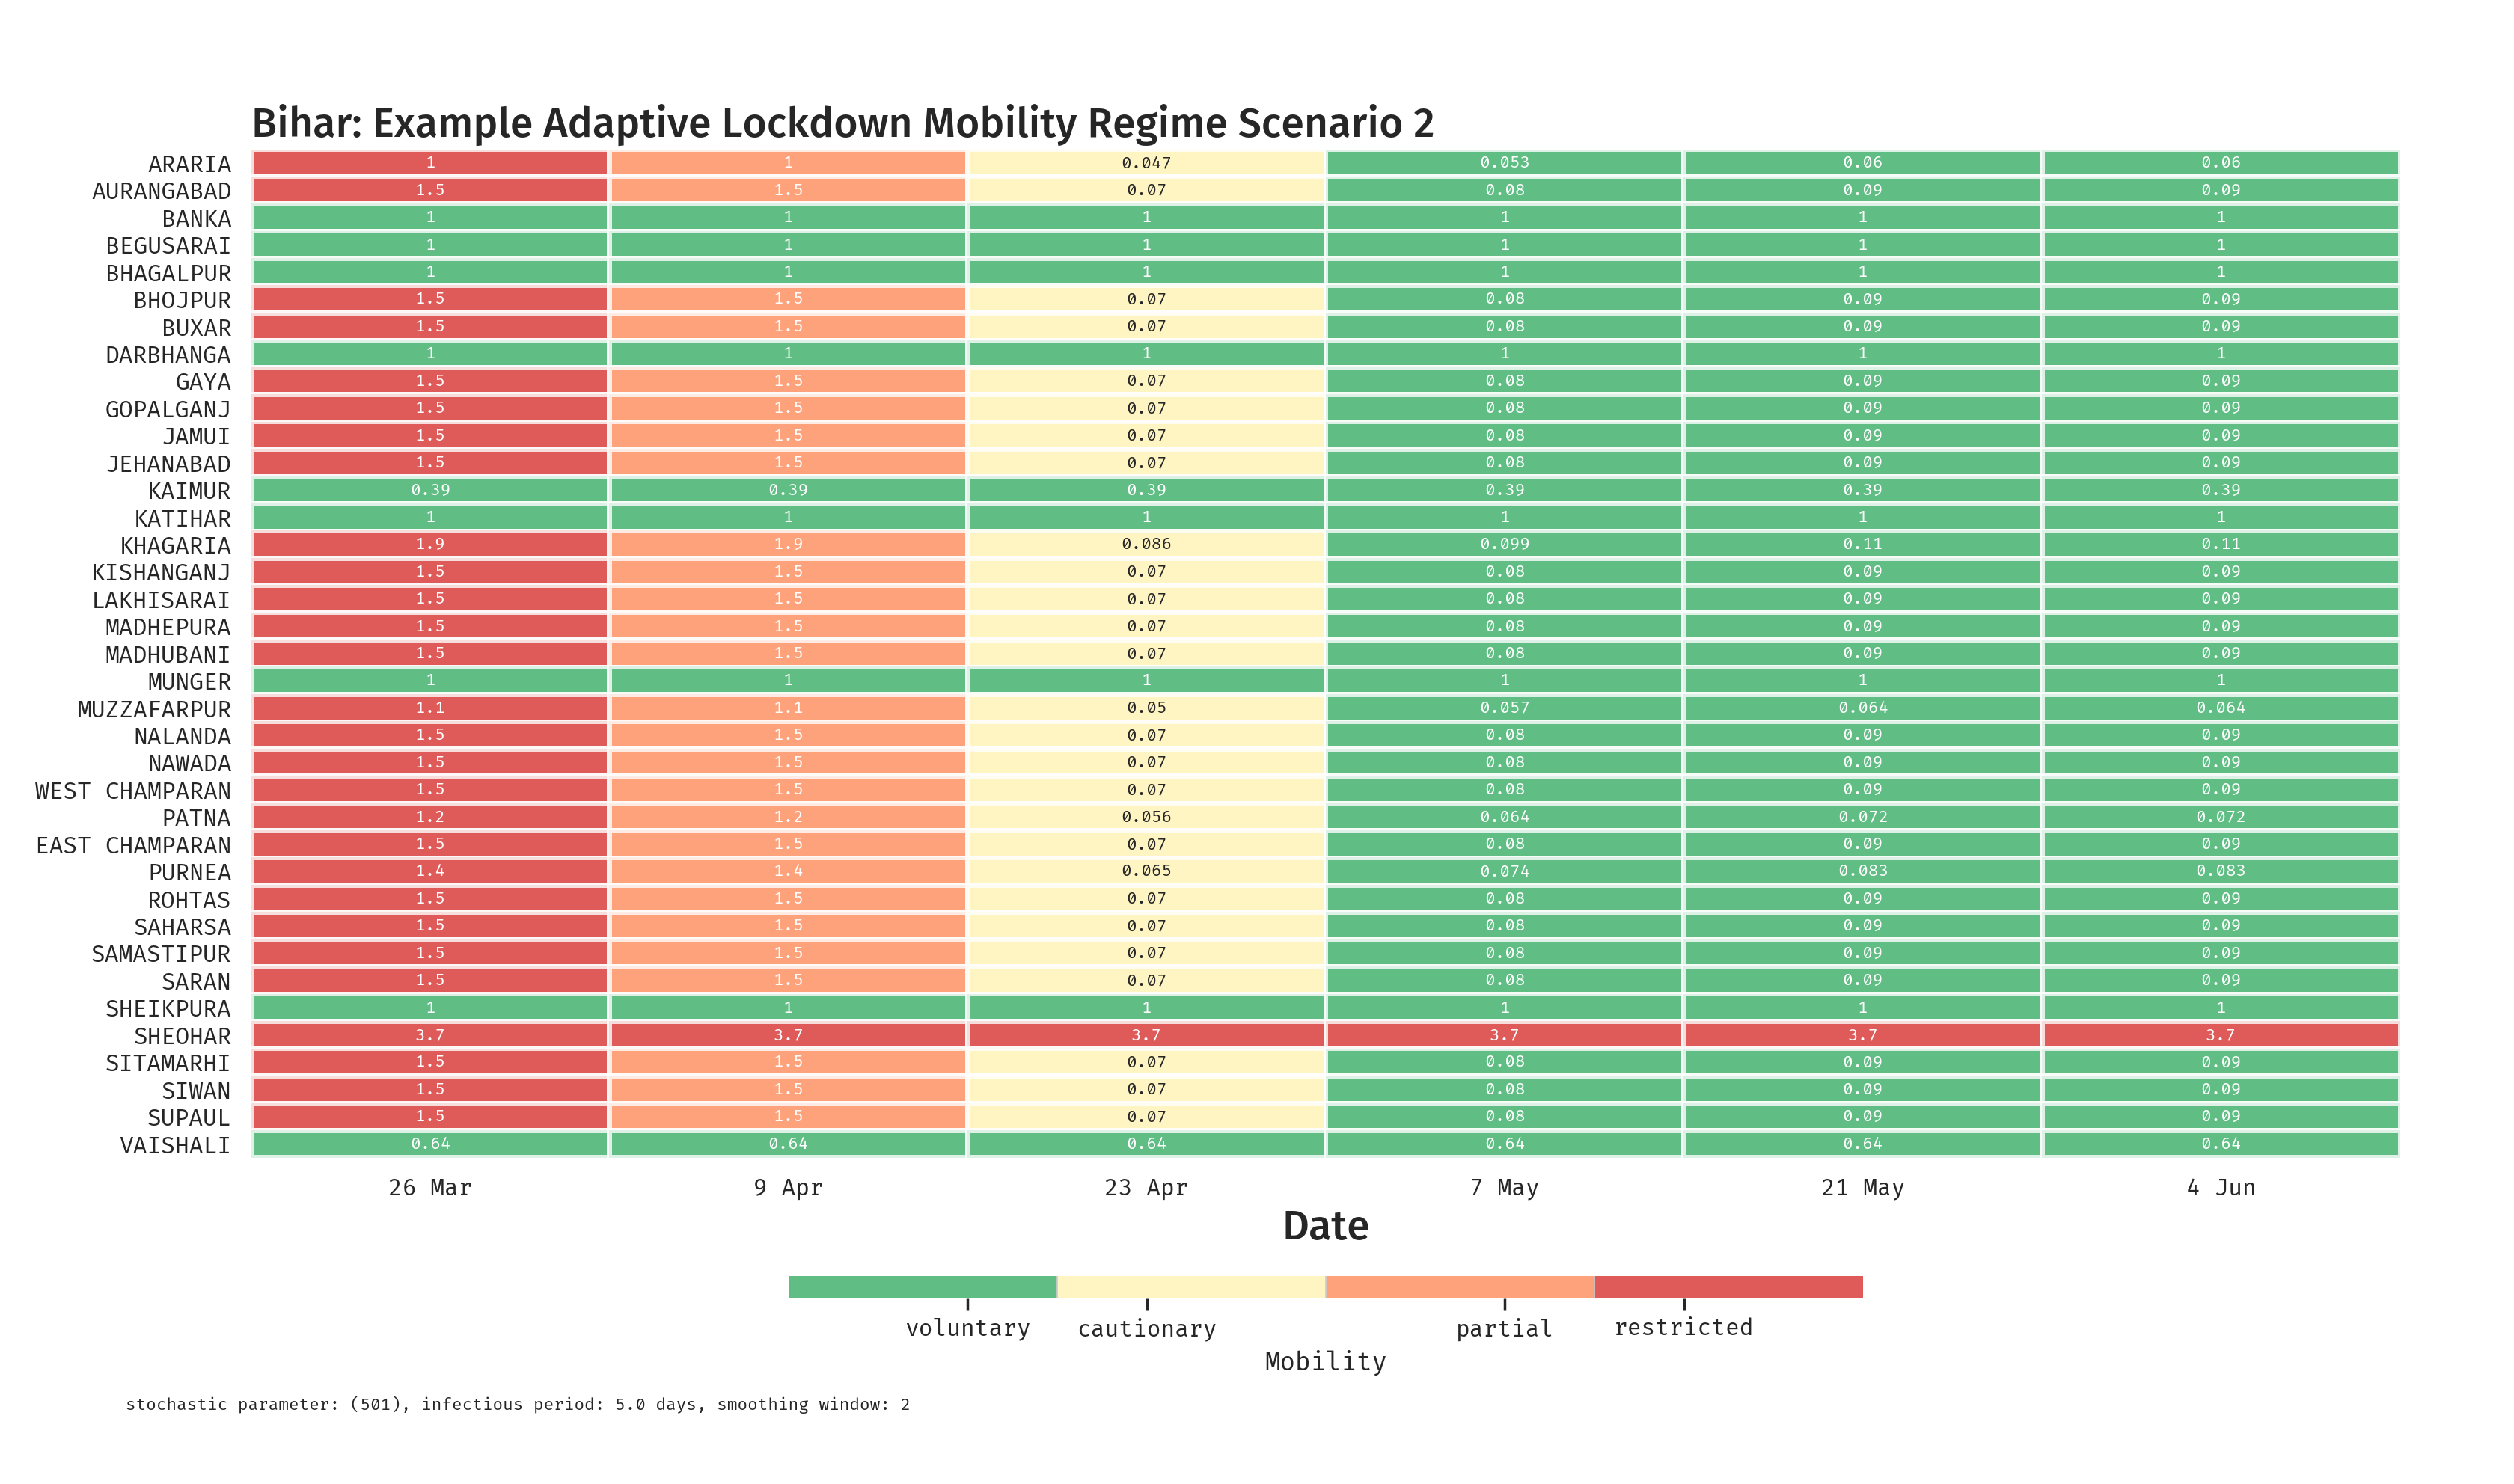 Bihar: Example Adaptive Lockdown Mobility Regime Scenario 2
ARARIA 1 1 0.047 0.053 0.06 0.06
AURANGABAD 1.5 1.5 0.07 0.08 0.09 0.09
BANKA 1 1 1 1 1 1
BEGUSARAI 1 1 1 1 1 1
BHAGALPUR 1 1 1 1 1 1
BHOJPUR 1.5 1.5 0.07 0.08 0.09 0.09
BUXAR 1.5 1.5 0.07 0.08 0.09 0.09
DARBHANGA 1 1 1 1 1 1
GAYA 1.5 1.5 0.07 0.08 0.09 0.09
GOPALGANJ 1.5 1.5 0.07 0.08 0.09 0.09
JAMUI 1.5 1.5 0.07 0.08 0.09 0.09
JEHANABAD 1.5 1.5 0.07 0.08 0.09 0.09
KAIMUR 0.39 0.39 0.39 0.39 0.39 0.39
KATIHAR 1 1 1 1 1 1
KHAGARIA 1.9 1.9 0.086 0.099 0.11 0.11
KISHANGANJ 1.5 1.5 0.07 0.08 0.09 0.09
LAKHISARAI 1.5 1.5 0.07 0.08 0.09 0.09
MADHEPURA 1.5 1.5 0.07 0.08 0.09 0.09
MADHUBANI 1.5 1.5 0.07 0.08 0.09 0.09
MUNGER 1 1 1 1 1 1
MUZZAFARPUR 1.1 1.1 0.05 0.057 0.064 0.064
NALANDA 1.5 1.5 0.07 0.08 0.09 0.09
NAWADA 1.5 1.5 0.07 0.08 0.09 0.09
WEST CHAMPARAN 1.5 1.5 0.07 0.08 0.09 0.09
PATNA 1.2 1.2 0.056 0.064 0.072 0.072
EAST CHAMPARAN 1.5 1.5 0.07 0.08 0.09 0.09
PURNEA 1.4 1.4 0.065 0.074 0.083 0.083
ROHTAS 1.5 1.5 0.07 0.08 0.09 0.09
SAHARSA 1.5 1.5 0.07 0.08 0.09 0.09
SAMASTIPUR 1.5 1.5 0.07 0.08 0.09 0.09
SARAN 1.5 1.5 0.07 0.08 0.09 0.09
SHEIKPURA 1 1 1 1 1 1
SHEOHAR 3.7 3.7 3.7 3.7 3.7 3.7
SITAMARHI 1.5 1.5 0.07 0.08 0.09 0.09
SIWAN 1.5 1.5 0.07 0.08 0.09 0.09
SUPAUL 1.5 1.5 0.07 0.08 0.09 0.09
VAISHALI 0.64 0.64 0.64 0.64 0.64 0.64
26 Mar 9 Apr 23 Apr 7 May 21 May 4 Jun
Date
voluntary cautionary partial restricted
Mobility
stochastic parameter: (501), infectious period: 5.0 days, smoothing window: 2